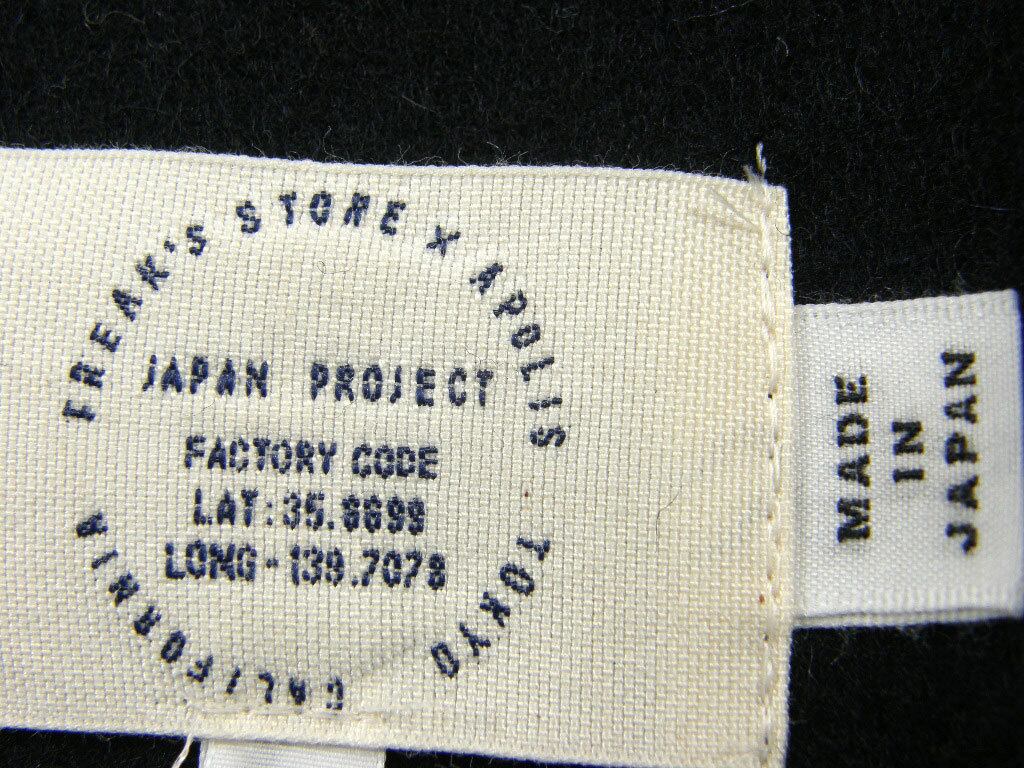 FREAK'S STORE X APOLIS
JAPAN PROJECT
FACTORY CODE
LAT:35.6699
LONG-139.7078
TOKYO
CALIFORNIA
MADE
IN
JAPAN